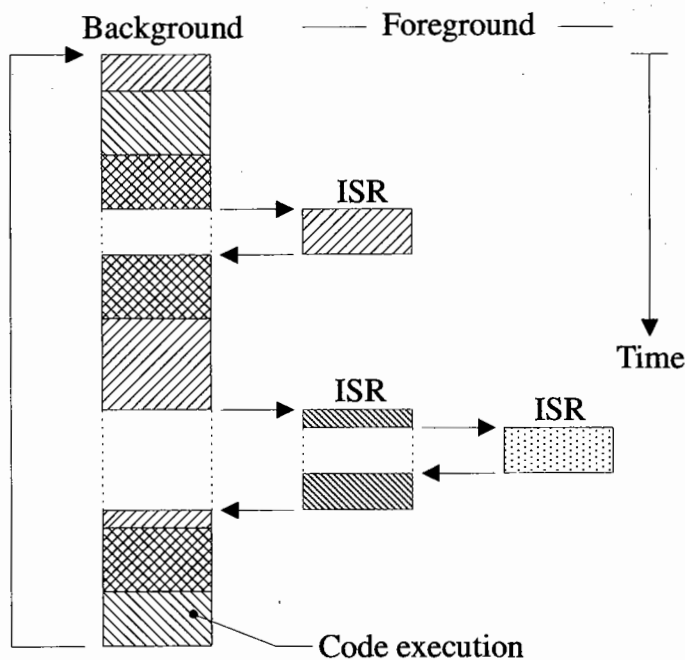 Background
Foreground
ISR
Time
ISR
ISR
Code execution